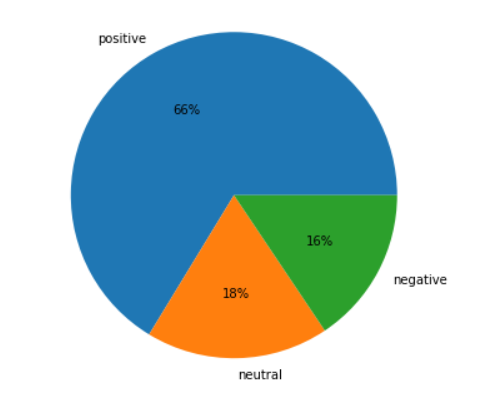 positive
66%
16%
negative
18%
neutral